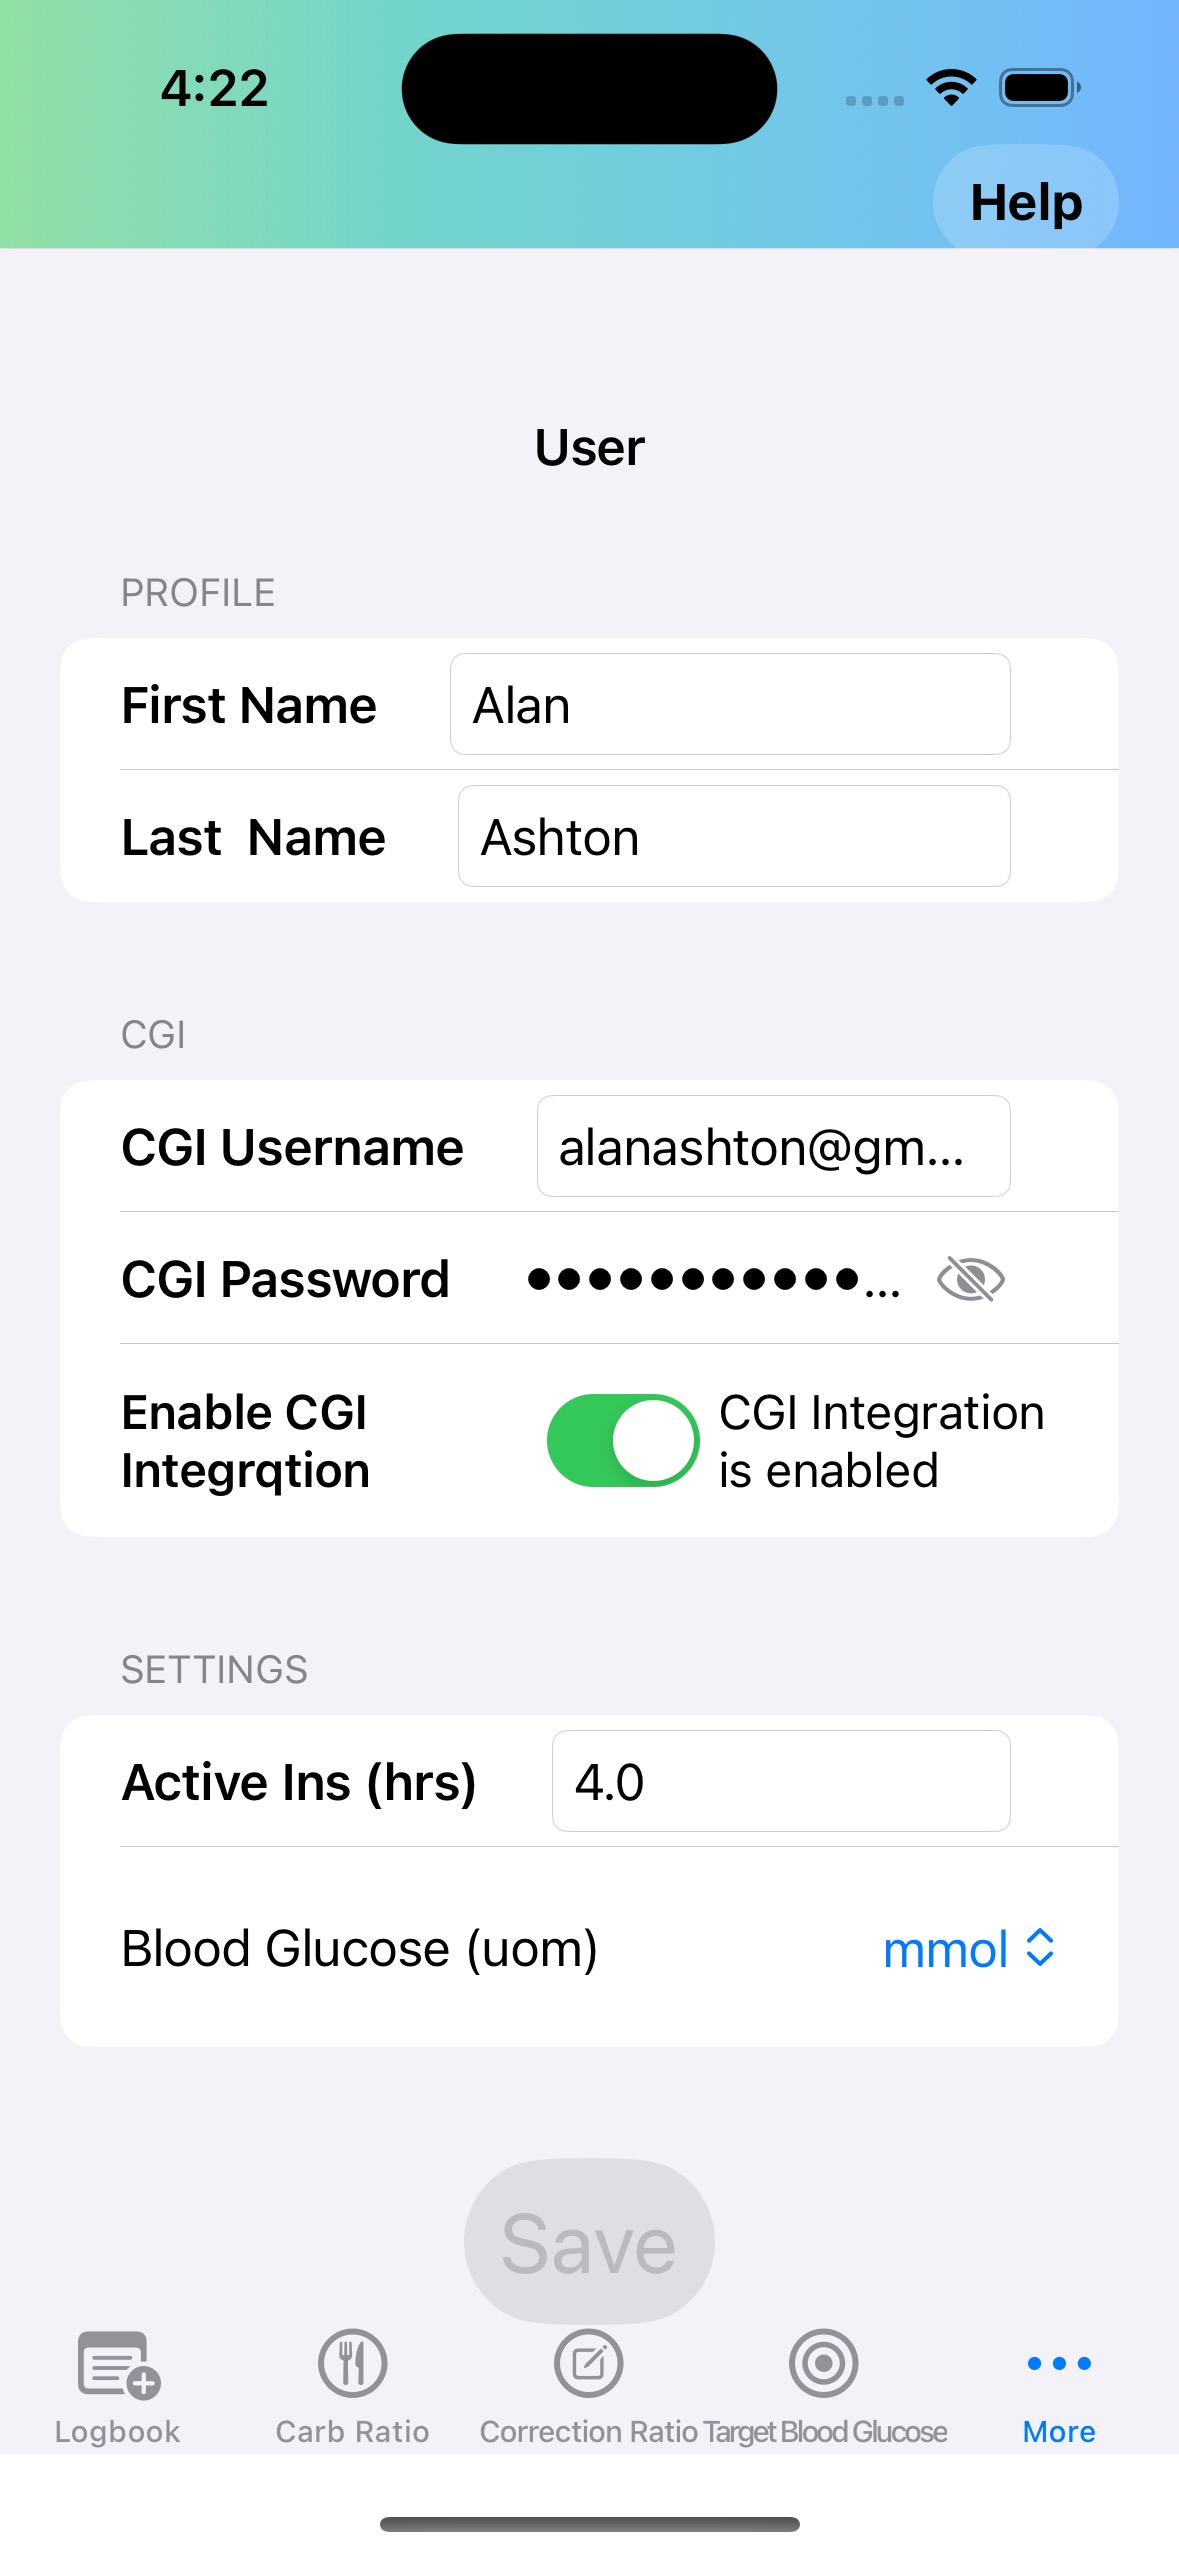 4:22
Help
User
PROFILE
First Name Alan
Last Name Ashton
CGI
CGI Username alanashton@gm...
CGI Password ●●●●●●●●●●●...
Enable CGI
Integrqtion
CGI Integration
is enabled
SETTINGS
Active Ins (hrs) 4.0
Blood Glucose (uom) mmol
Save
Logbook Carb Ratio Correction Ratio Target Blood Glucose More